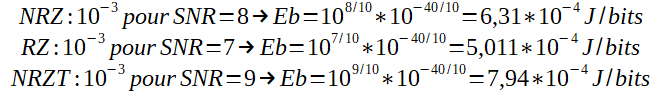 NRZ : 10⁻³ pour SNR=8→Eb=10^{8/10}∗10^{−40/10}=6,31∗10⁻⁴ J/bits
RZ : 10⁻³ pour SNR=7→Eb=10^{7/10}∗10^{−40/10}=5,011∗10⁻⁴ J/bits
NRZT : 10⁻³ pour SNR=9→Eb=10^{9/10}∗10^{−40/10}=7,94∗10⁻⁴ J/bits